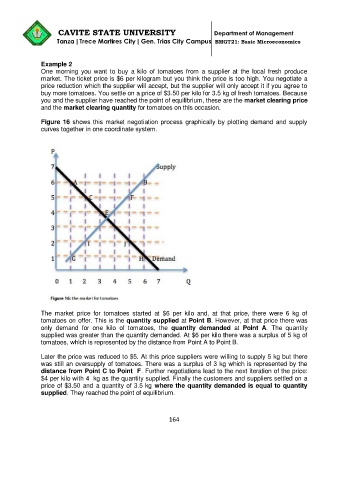 CAVITE STATE UNIVERSITY
Department of Management
Tanza |Trece Martires City| Gen. Trias City Campus
BMGT21: Basic Microeconomics
Example 2
One morning you want to buy a kilo of tomatoes from a supplier at the local fresh produce
market. The ticket price is $6 per kilogram but you think the price is too high. You negotiate a
price reduction which the supplier will accept, but the supplier will only accept it if you agree to
buy more tomatoes. You settle on a price of $3.50 per kilo for 3.5 kg of fresh tomatoes. Because
you and the supplier have reached the point of equilibrium, these are the market clearing price
and the market clearing quantity for tomatoes on this occasion.
Figure 16 shows this market negotiation process graphically by plotting demand and supply
curves together in one coordinate system.
P
7 Supply
6 A B
5 C F
4 E
3
2 I J
1 G H Demand
0 1 2 3 4 5 6 7 Q
Figure 16: the market for tomatoes
The market price for tomatoes started at $6 per kilo and, at that price, there were 6 kg of
tomatoes on offer. This is the quantity supplied at Point B. However, at that price there was
only demand for one kilo of tomatoes, the quantity demanded at Point A. The quantity
supplied was greater than the quantity demanded. At $6 per kilo there was a surplus of 5 kg of
tomatoes, which is represented by the distance from Point A to Point B.
Later the price was reduced to $5. At this price suppliers were willing to supply 5 kg but there
was still an oversupply of tomatoes. There was a surplus of 3 kg which is represented by the
distance from Point C to Point F. Further negotiations lead to the next iteration of the price:
$4 per kilo with 4 kg as the quantity supplied. Finally the customers and suppliers settled on a
price of $3.50 and a quantity of 3.5 kg where the quantity demanded is equal to quantity
supplied. They reached the point of equilibrium.
164